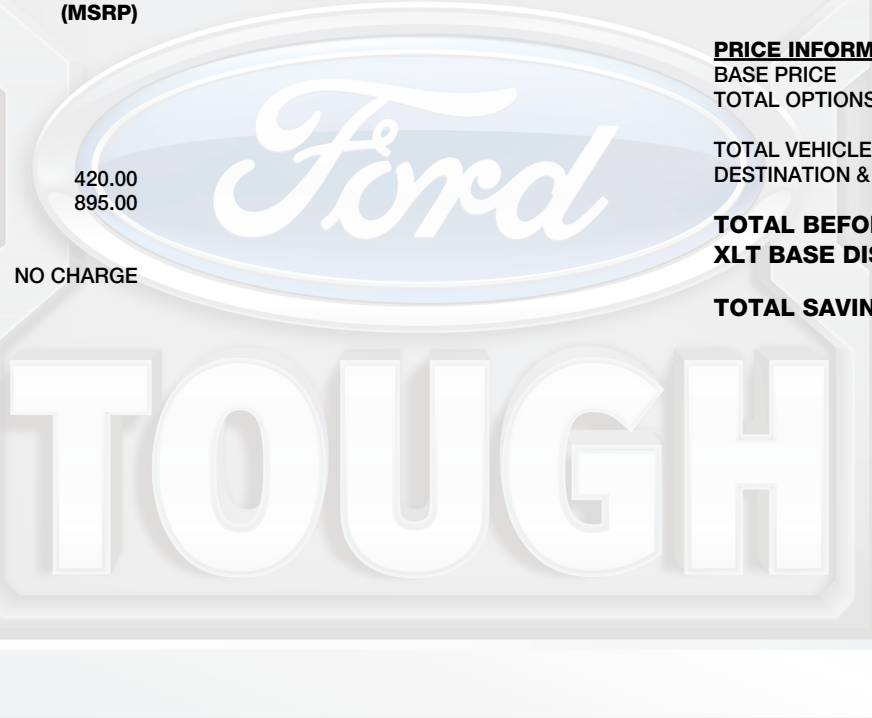 (MSRP)
420.00
895.00
NO CHARGE
PRICE INFORM
BASE PRICE
TOTAL OPTIONS
TOTAL VEHICLE
DESTINATION &
TOTAL BEFO
XLT BASE DIS
TOTAL SAVIN
Ford
TOUGH